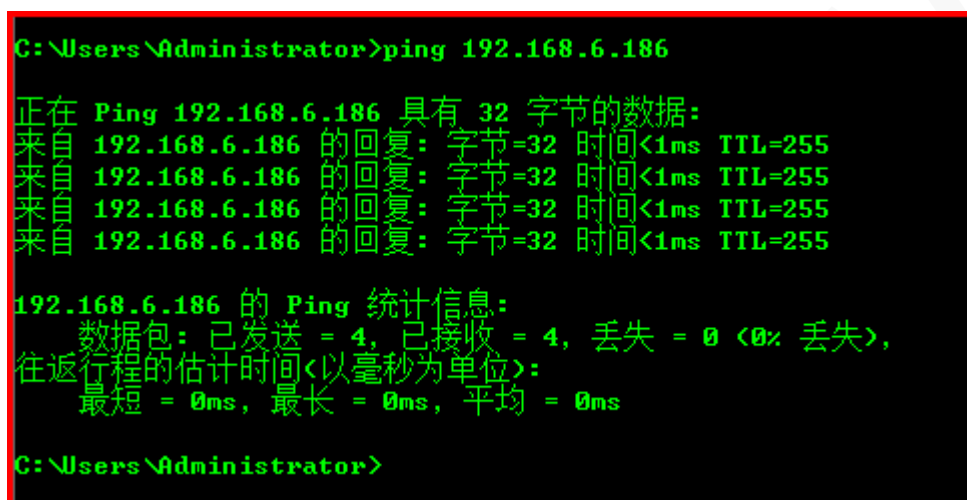 C:\Users\Administrator>ping 192.168.6.186
正在 Ping 192.168.6.186 具有 32 字节的数据:
来自 192.168.6.186 的回复: 字节=32 时间<1ms TTL=255
来自 192.168.6.186 的回复: 字节=32 时间<1ms TTL=255
来自 192.168.6.186 的回复: 字节=32 时间<1ms TTL=255
来自 192.168.6.186 的回复: 字节=32 时间<1ms TTL=255
192.168.6.186 的 Ping 统计信息:
数据包: 已发送 = 4, 已接收 = 4, 丢失 = 0 (0% 丢失),
往返行程的估计时间(以毫秒为单位):
最短 = 0ms, 最长 = 0ms, 平均 = 0ms
C:\Users\Administrator>